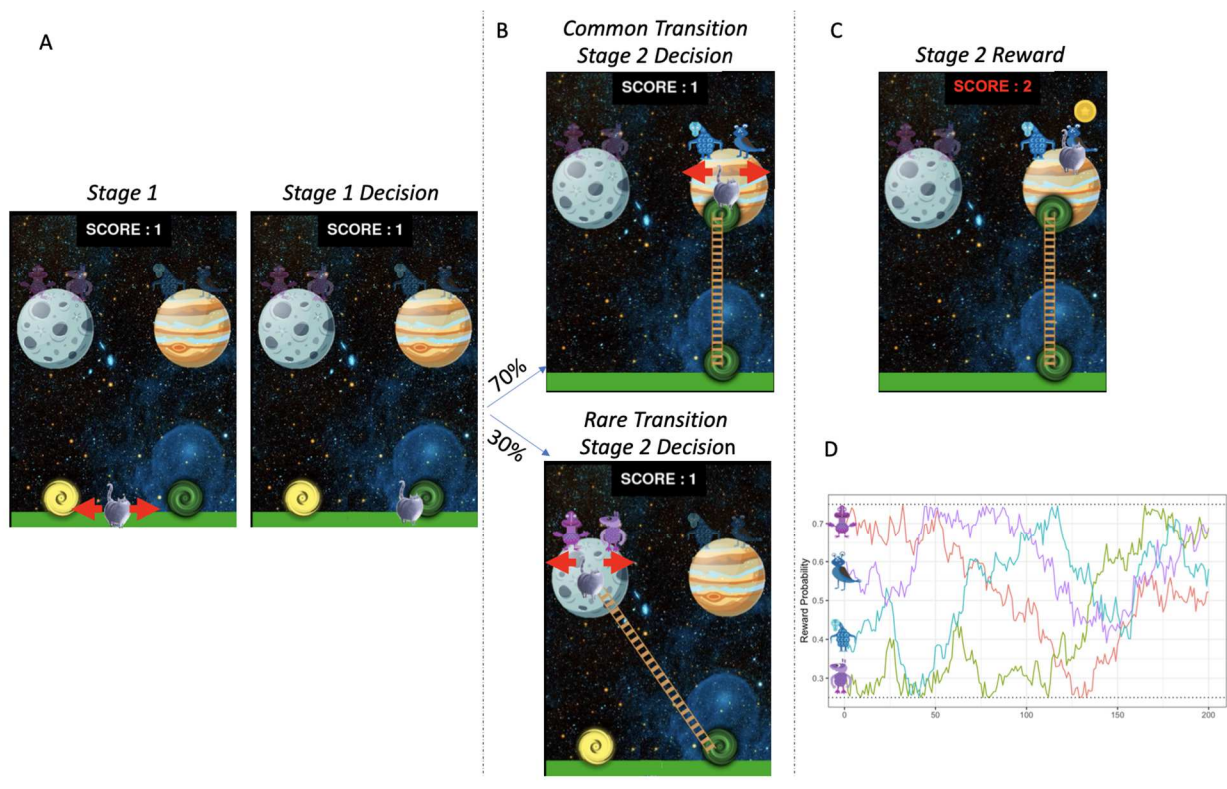 A
Stage 1
SCORE : 1
Stage 1 Decision
SCORE : 1
B
Common Transition
Stage 2 Decision
SCORE : 1
70%
30%
Rare Transition
Stage 2 Decision
SCORE : 1
C
Stage 2 Reward
SCORE : 2
D
Reward Probability
0.7
0.6
0.5
0.4
0.3
0
50
100
150
200